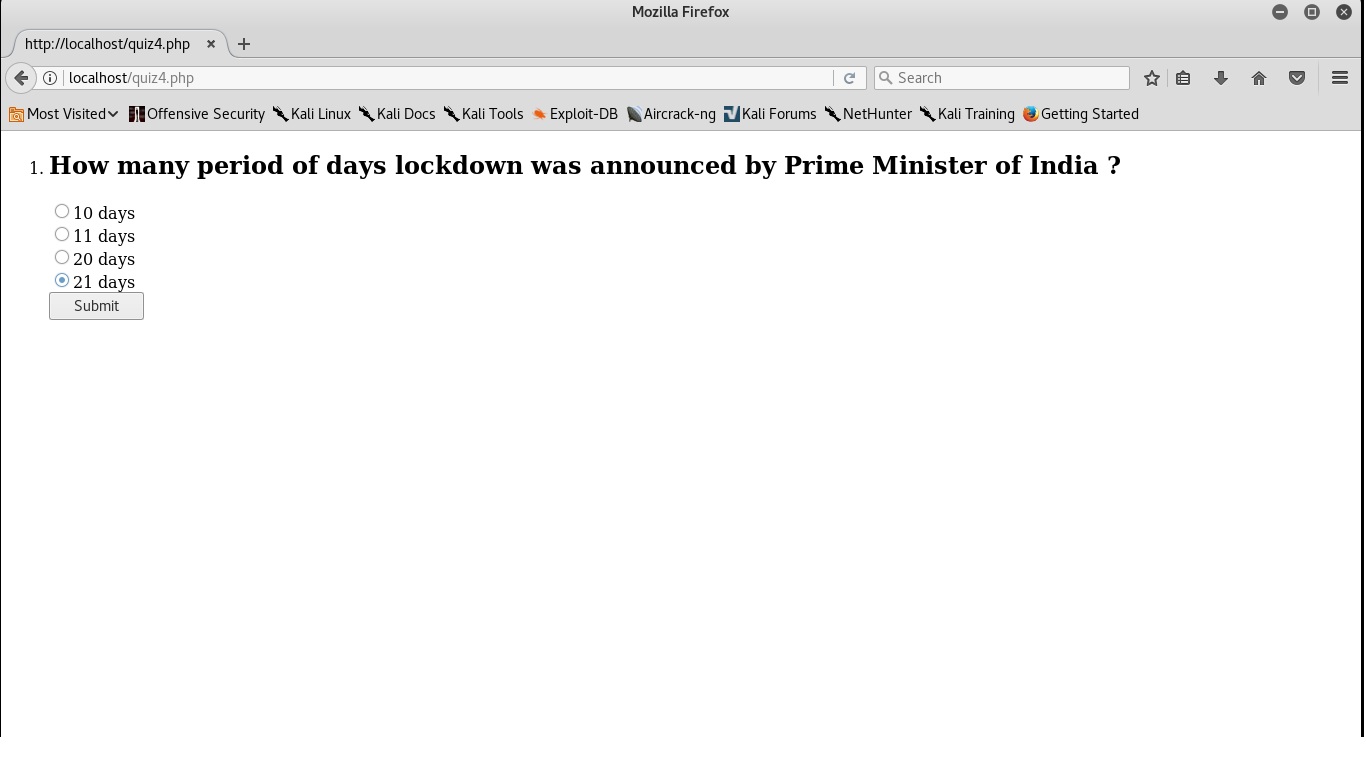 Mozilla Firefox
http://localhost/quiz4.php
localhost/quiz4.php Search
Most Visited Offensive Security Kali Linux Kali Docs Kali Tools Exploit-DB Aircrack-ng Kali Forums NetHunter Kali Training Getting Started
1. How many period of days lockdown was announced by Prime Minister of India ?
10 days
11 days
20 days
21 days
Submit